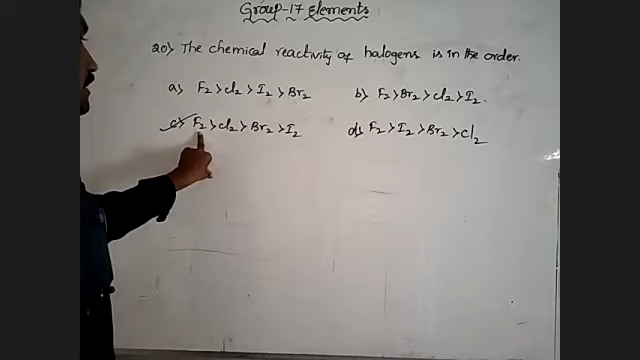 Group-17 Elements
20) The chemical reactivity of halogens is in the order.
a) F2 > Cl2 > I2 > Br2 b) F2 > Br2 > Cl2 > I2.
c) F2 > Cl2 > Br2 > I2 d) F2 > I2 > Br2 > Cl2